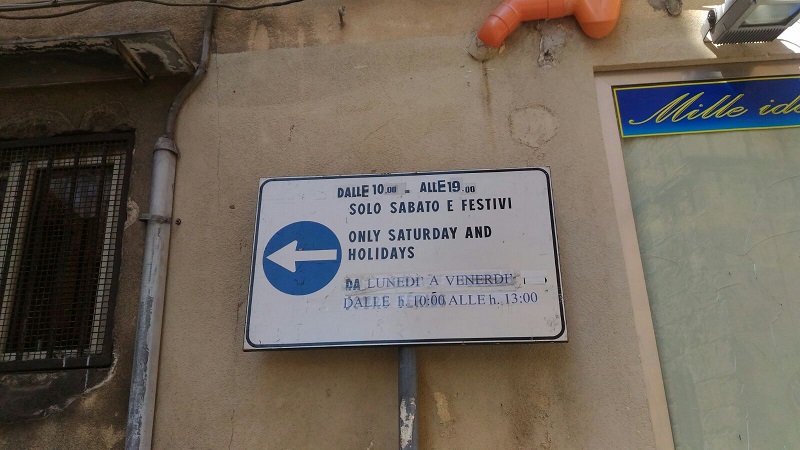 DALLE 10.00 - ALLE 19.00
SOLO SABATO E FESTIVI
ONLY SATURDAY AND
HOLIDAYS
DA LUNEDI' A VENERDI'
DALLE h. 10:00 ALLE h. 13:00
Mille